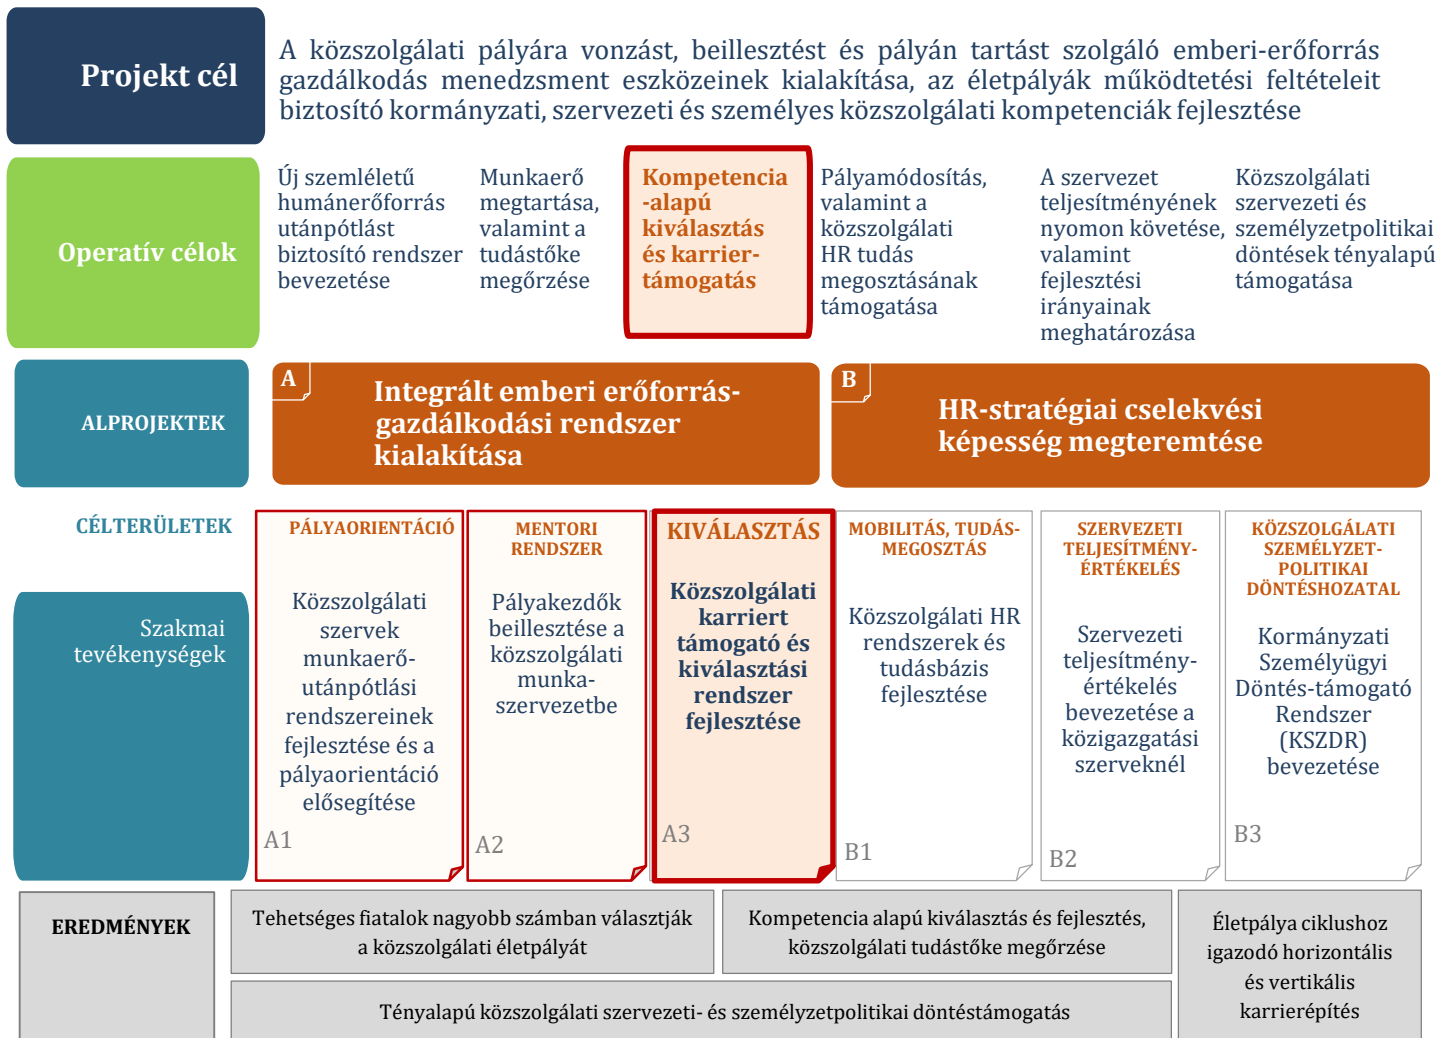 Projekt cél
A közszolgálati pályára vonzást, beillesztést és pályán tartást szolgáló emberi-erőforrás
gazdálkodás menedzsment eszközeinek kialakítása, az életpályák működtetési feltételeit
biztosító kormányzati, szervezeti és személyes közszolgálati kompetenciák fejlesztése
Operatív célok
Új szemléletű
humánerőforrás
utánpótlást
biztosító rendszer
bevezetése
Munkaerő
megtartása,
valamint a
tudástőke
megőrzése
Kompetencia
-alapú
kiválasztás
és karrier-
támogatás
Pályamódosítás,
valamint a
közszolgálati
HR tudás
megosztásának
támogatása
A szervezet
teljesítményének
nyomon követése,
valamint
fejlesztési
irányainak
meghatározása
Közszolgálati
szervezeti és
személyzetpolitikai
döntések tényalapú
támogatása
ALPROJEKTEK
A
Integrált emberi erőforrás-
gazdálkodási rendszer
kialakítása
B
HR-stratégiai cselekvési
képesség megteremtése
CÉLTERÜLETEK
Szakmai
tevékenységek
PÁLYAORIENTÁCIÓ
Közszolgálati
szervek
munkaerő-
utánpótlási
rendszereinek
fejlesztése és a
pályaorientáció
elősegítése
A1
MENTORI
RENDSZER
Pályakezdők
beillesztése a
közszolgálati
munka-
szervezetbe
A2
KIVÁLASZTÁS
Közszolgálati
karriert
támogató és
kiválasztási
rendszer
fejlesztése
A3
MOBILITÁS, TUDÁS-
MEGOSZTÁS
Közszolgálati HR
rendszerek és
tudásbázis
fejlesztése
B1
SZERVEZETI
TELJESÍTMÉNY-
ÉRTÉKELÉS
Szervezeti
teljesítmény-
értékelés
bevezetése a
közigazgatási
szerveknél
B2
KÖZSZOLGÁLATI
SZEMÉLYZET-
POLITIKAI
DÖNTÉSHOZATAL
Kormányzati
Személyügyi
Döntés-támogató
Rendszer
(KSZDR)
bevezetése
B3
EREDMÉNYEK
Tehetséges fiatalok nagyobb számban választják
a közszolgálati életpályát
Kompetencia alapú kiválasztás és fejlesztés,
közszolgálati tudástőke megőrzése
Életpálya ciklushoz
igazodó horizontális
és vertikális
karrierépítés
Tényalapú közszolgálati szervezeti- és személyzetpolitikai döntéstámogatás